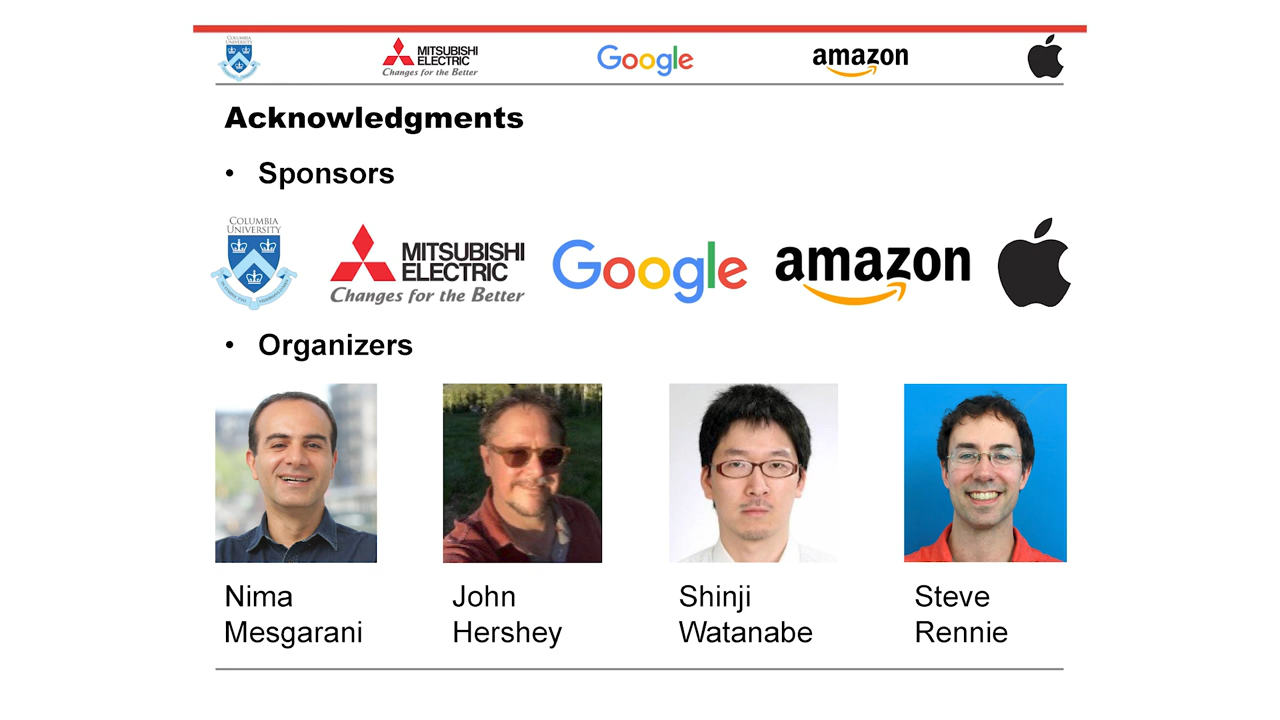 COLUMBIA
UNIVERSITY
MITSUBISHI
ELECTRIC
Changes for the Better
Google
amazon
Acknowledgments
• Sponsors
COLUMBIA
UNIVERSITY
MITSUBISHI
ELECTRIC
Changes for the Better
Google
amazon
• Organizers
Nima
Mesgarani
John
Hershey
Shinji
Watanabe
Steve
Rennie